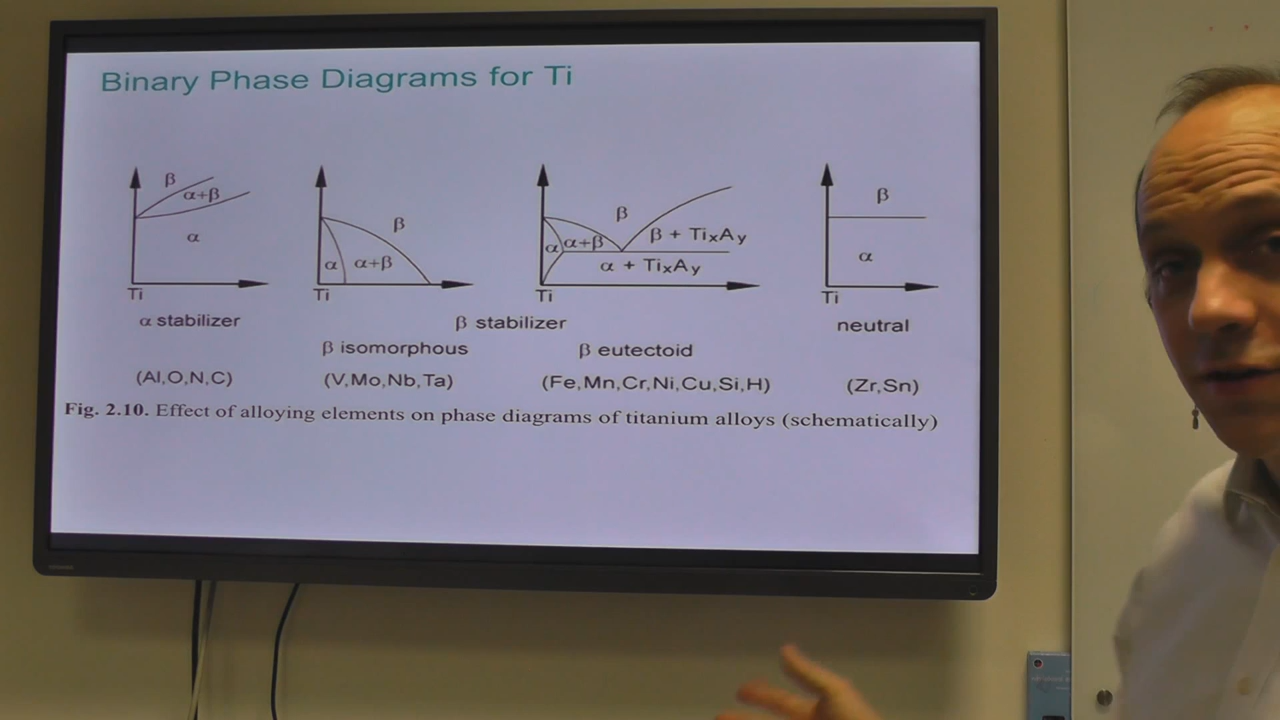 Binary Phase Diagrams for Ti
β
α+β
α
Ti
α stabilizer
(Al,O,N,C)
β
α
α+β
Ti
β stabilizer
β isomorphous
(V,Mo,Nb,Ta)
β
α
α+β
β + TixAy
α + TixAy
Ti
β eutectoid
(Fe,Mn,Cr,Ni,Cu,Si,H)
β
α
Ti
neutral
(Zr,Sn)
Fig. 2.10. Effect of alloying elements on phase diagrams of titanium alloys (schematically)